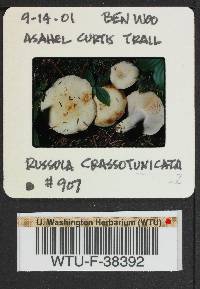 9-14-01 BEN WOO
ASAHEL CURTIS TRAIL
RUSSULA CRASSOTUNICATA
#907
U. Washington Herbarium (WTU)
WTU-F-38392